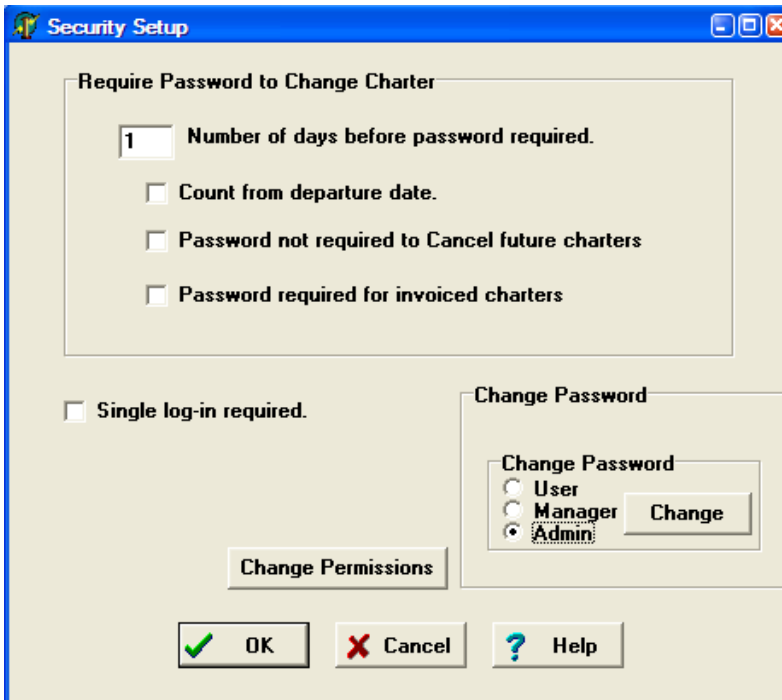 Security Setup
Require Password to Change Charter
1 Number of days before password required.
Count from departure date.
Password not required to Cancel future charters
Password required for invoiced charters
Single log-in required.
Change Password
Change Password
User
Manager
Admin
Change
Change Permissions
OK Cancel Help